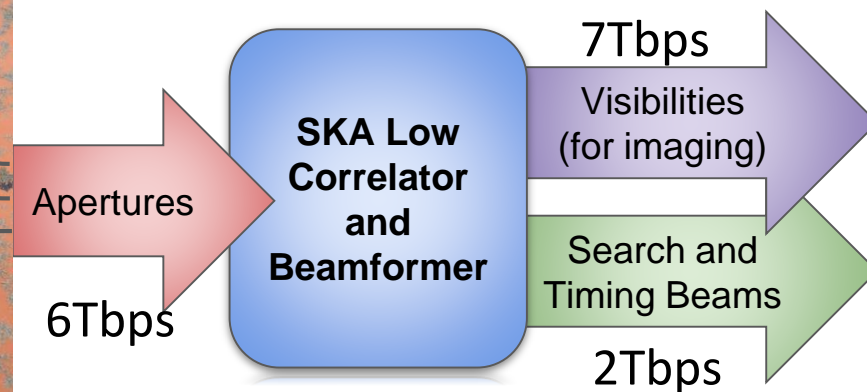 Apertures
6Tbps
SKA Low
Correlator
and
Beamformer
7Tbps
Visibilities
(for imaging)
Search and
Timing Beams
2Tbps